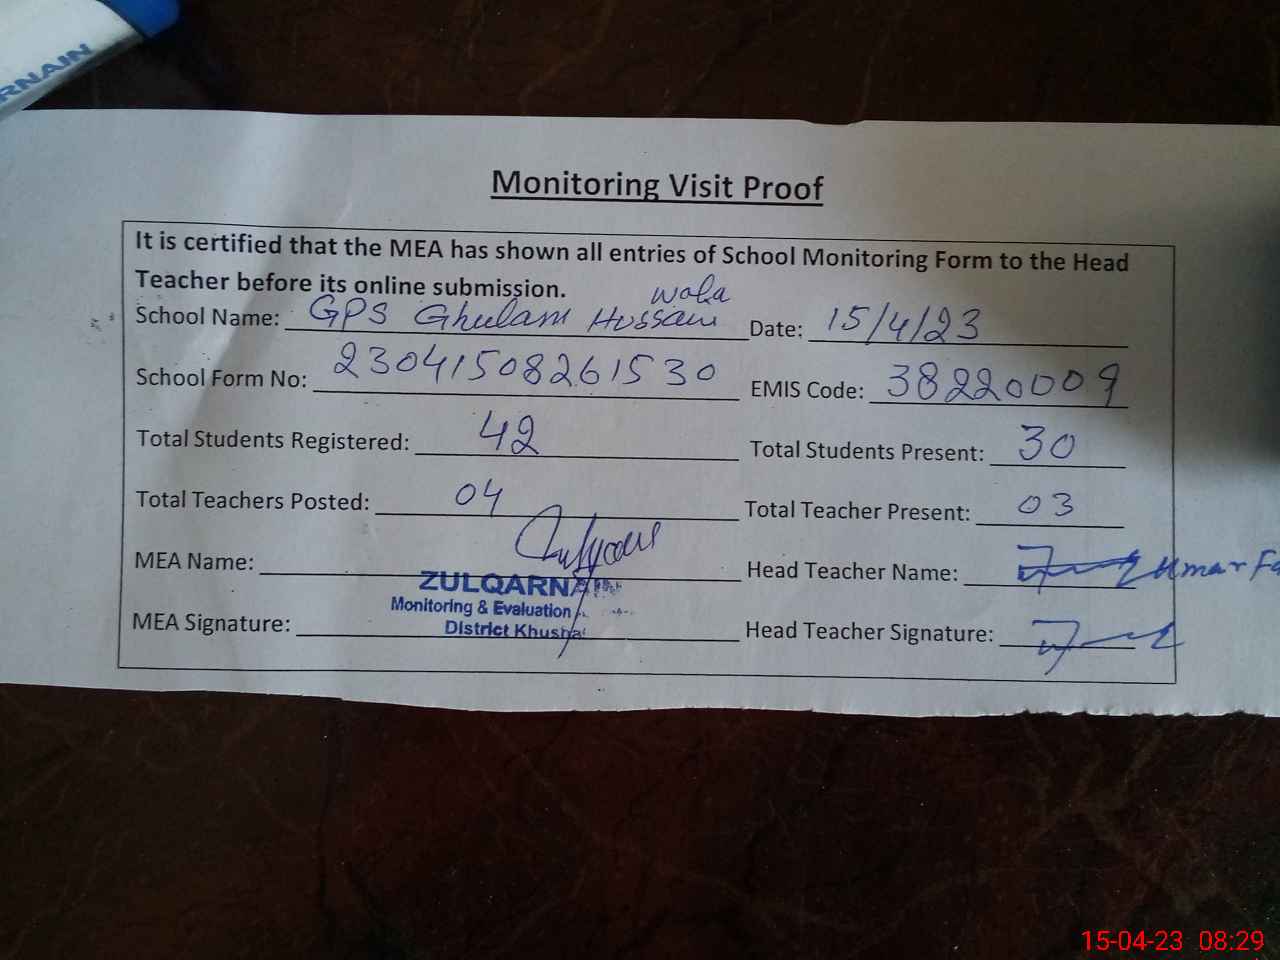 RNAIN
Monitoring Visit Proof
It is certified that the MEA has shown all entries of School Monitoring Form to the Head
Teacher before its online submission.
School Name: GPS Ghulam Hussain wala Date: 15/4/23
School Form No: 23041508261530 EMIS Code: 38220009
Total Students Registered: 42 Total Students Present: 30
Total Teachers Posted: 04 Total Teacher Present: 03
MEA Name: Head Teacher Name: Umar
ZULQARNAIN
Monitoring & Evaluation
MEA Signature: Head Teacher Signature:
District
15-04-23 08:29